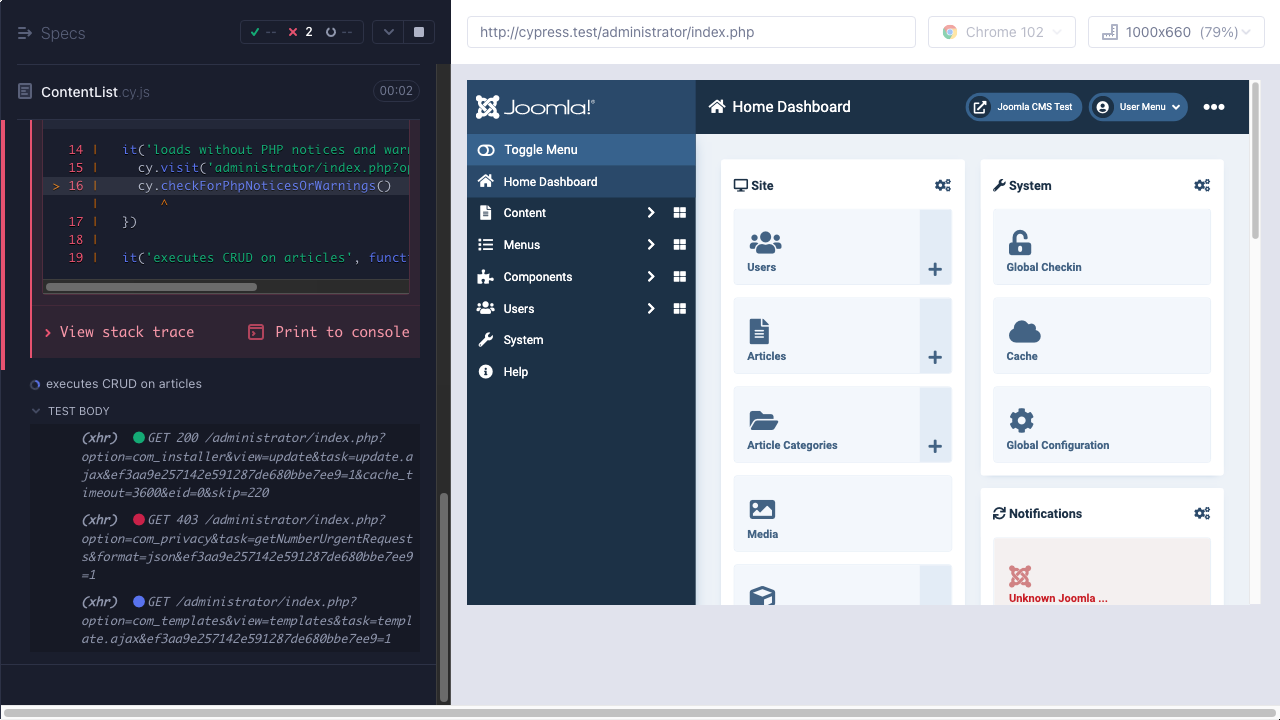 Specs
-- 2 --
ContentList.cy.js
00:02
14 | it('loads without PHP notices and warn
15 | cy.visit('administrator/index.php?op
> 16 | cy.checkForPhpNoticesOrWarnings()
| ^
17 | })
18 |
19 | it('executes CRUD on articles', functi
View stack trace
Print to console
executes CRUD on articles
TEST BODY
(xhr) GET 200 /administrator/index.php?
option=com_installer&view=update&task=update.a
jax&ef3aa9e257142e591287de680bbe7ee9=1&cache_t
imeout=3600&eid=0&skip=220
(xhr) GET 403 /administrator/index.php?
option=com_privacy&task=getNumberUrgentRequest
s&format=json&ef3aa9e257142e591287de680bbe7ee9
=1
(xhr) GET /administrator/index.php?
option=com_templates&view=templates&task=templ
ate.ajax&ef3aa9e257142e591287de680bbe7ee9=1
http://cypress.test/administrator/index.php
Chrome 102
1000x660 (79%)
Joomla!®
Home Dashboard
Joomla CMS Test
User Menu
Toggle Menu
Home Dashboard
Content
Menus
Components
Users
System
Help
Site
Users
Articles
Article Categories
Media
System
Global Checkin
Cache
Global Configuration
Notifications
Unknown Joomla ...